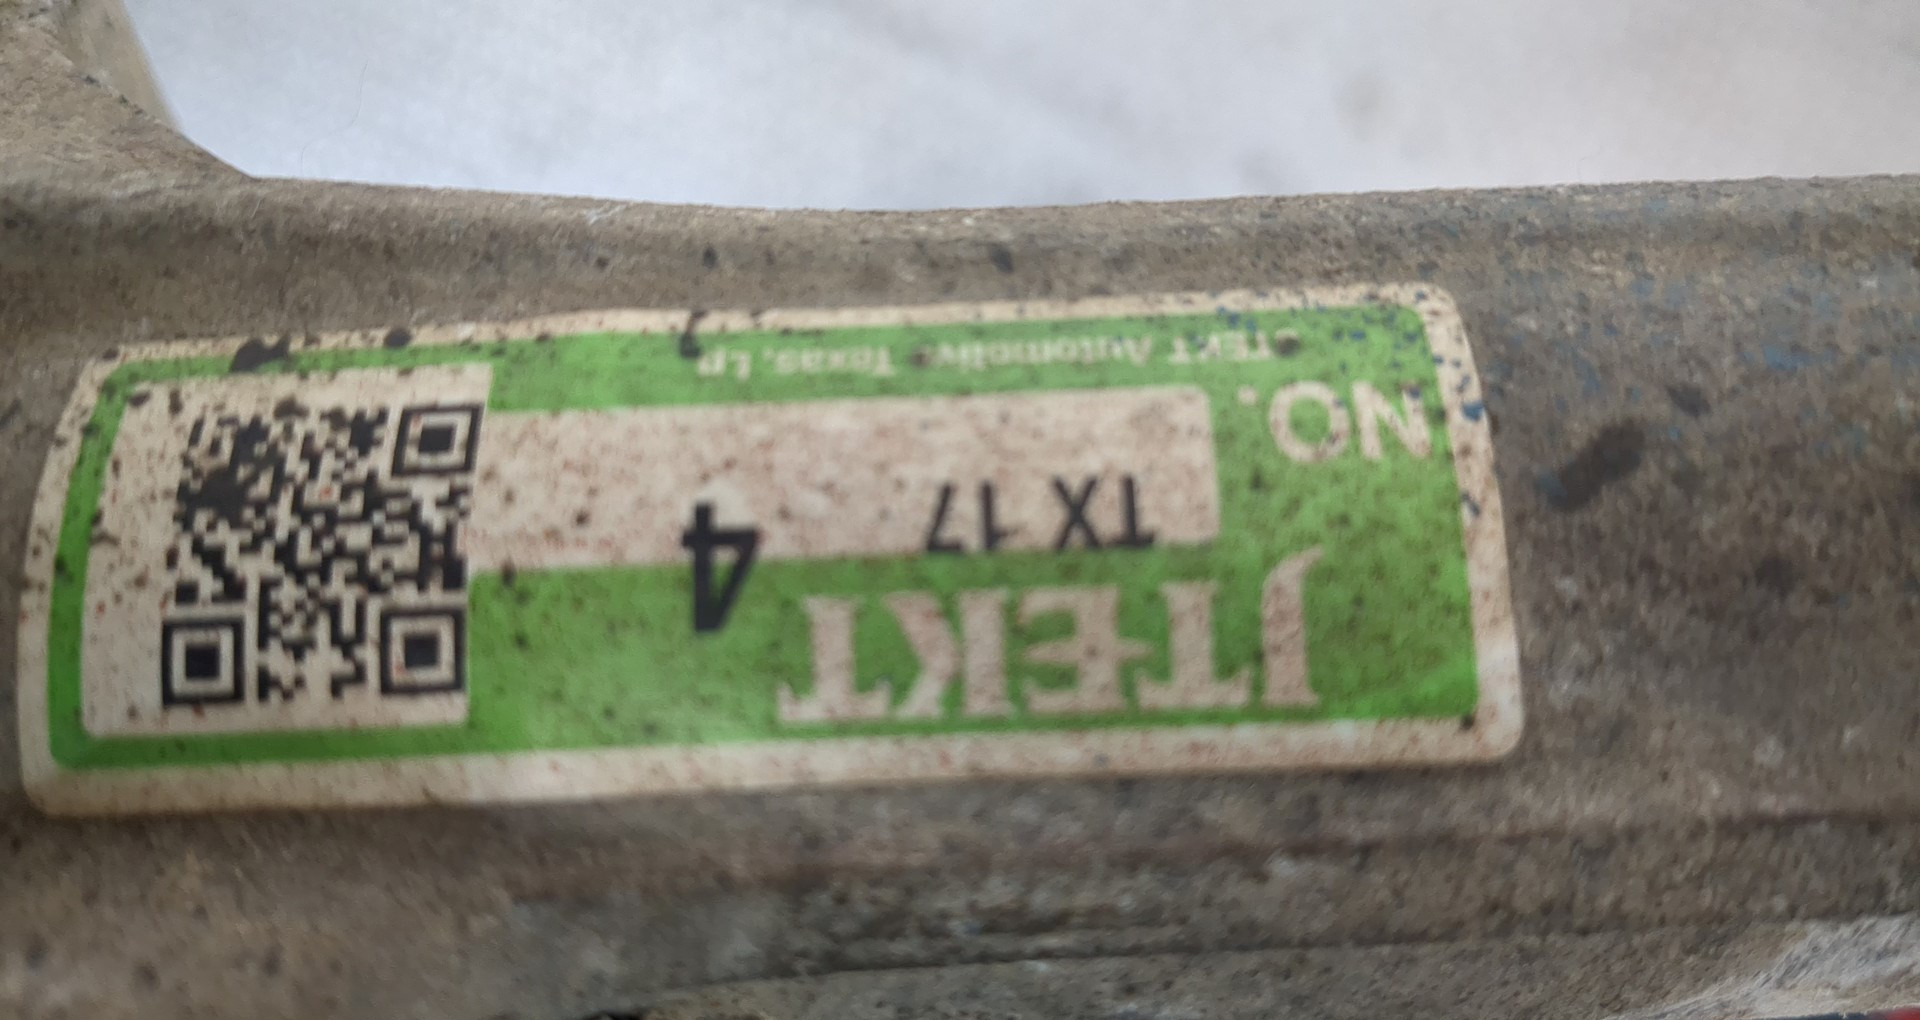 JTEKT
4
TX 17
NO.
JTEKT Automotive Texas, Lp